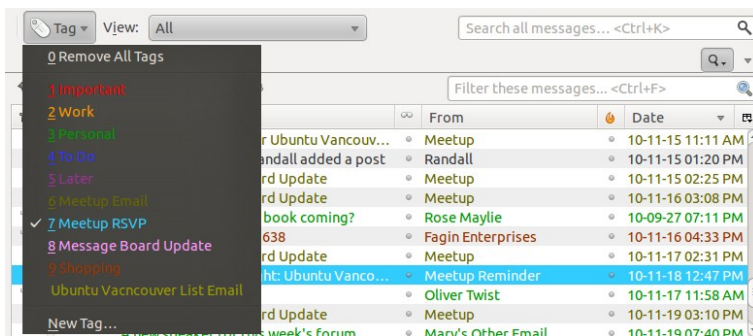 Tag View: All Search all messages... <Ctrl+K>
0 Remove All Tags
Filter these messages... <Ctrl+F>
1 Important
2 Work
3 Personal
4 To Do
5 Later
6 Meetup Email
7 Meetup RSVP
8 Message Board Update
9 Shopping
Ubuntu Vacncouver List Email
New Tag...
From Date
r Ubuntu Vancouv... Meetup 10-11-15 11:11 AM
andall added a post Randall 10-11-15 01:20 PM
rd Update Meetup 10-11-15 02:25 PM
rd Update Meetup 10-11-16 03:08 PM
book coming? Rose Maylie 10-09-27 07:11 PM
638 Fagin Enterprises 10-11-16 04:33 PM
rd Update Meetup 10-11-17 02:31 PM
ht: Ubuntu Vanco... Meetup Reminder 10-11-18 12:47 PM
Oliver Twist 10-11-17 11:58 AM
rd Update Meetup 10-11-19 03:10 PM
A new speaker for this week's forum Mary's Other Email 10-11-19 07:40 PM